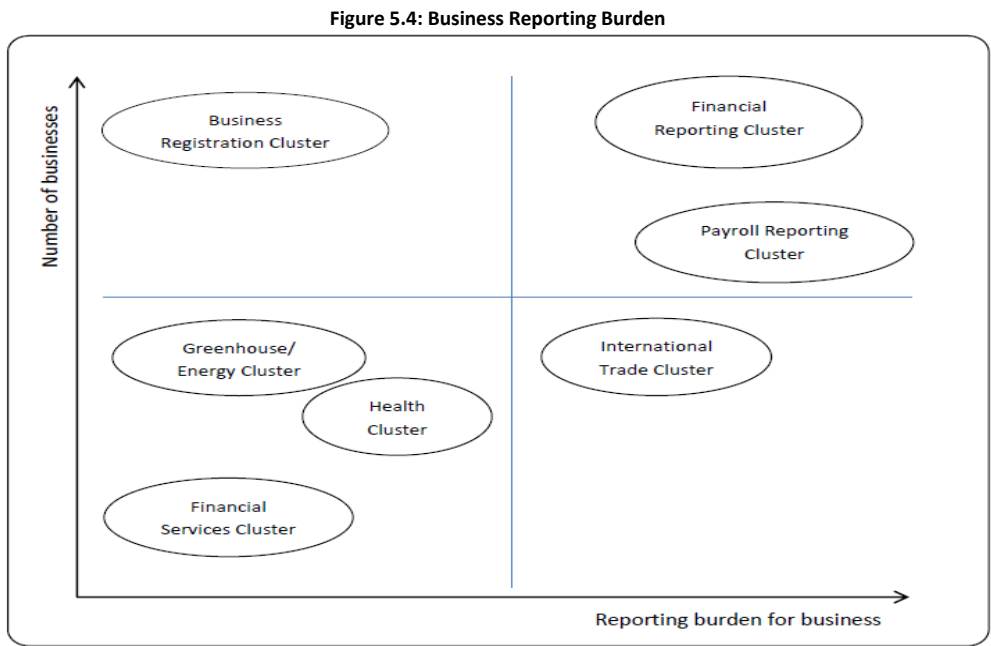 Figure 5.4: Business Reporting Burden
Number of businesses
Business
Registration Cluster
Financial
Reporting Cluster
Payroll Reporting
Cluster
Greenhouse/
Energy Cluster
International
Trade Cluster
Health
Cluster
Financial
Services Cluster
Reporting burden for business